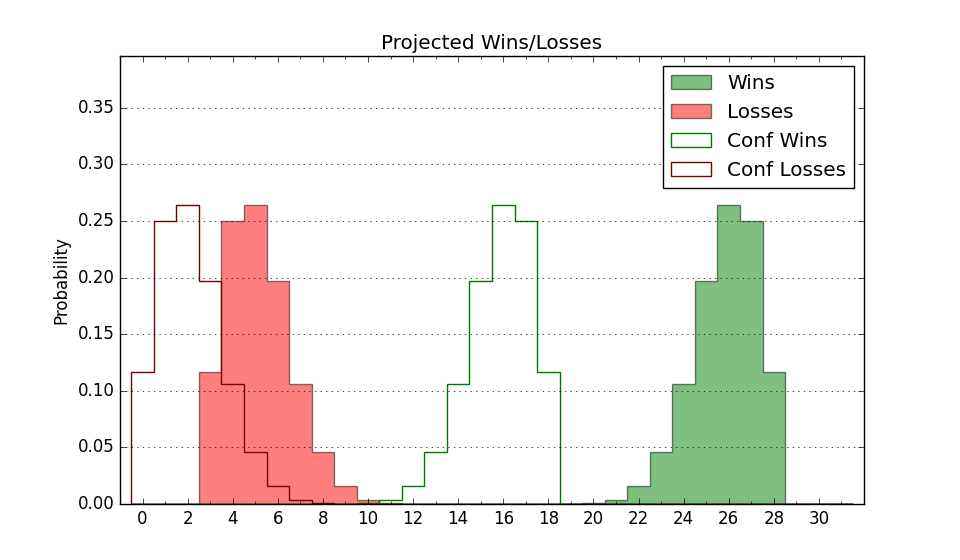 Projected Wins/Losses
Probability
0.35
0.30
0.25
0.20
0.15
0.10
0.05
0.00
0 2 4 6 8 10 12 14 16 18 20 22 24 26 28 30
Wins
Losses
Conf Wins
Conf Losses